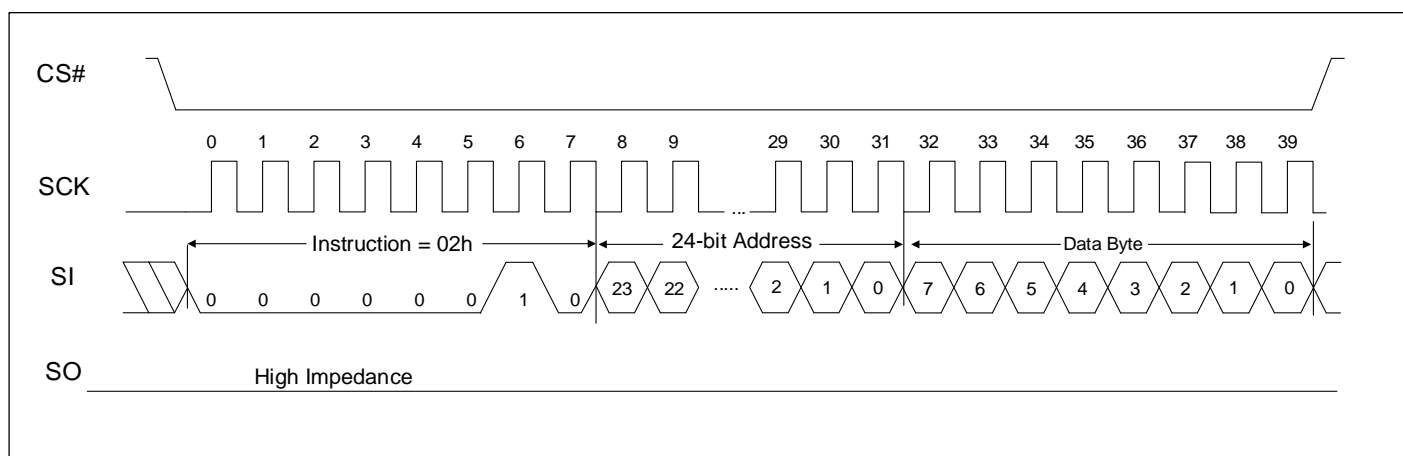 CS#
0 1 2 3 4 5 6 7 8 9 29 30 31 32 33 34 35 36 37 38 39
SCK
...
Instruction = 02h 24-bit Address Data Byte
SI
0 0 0 0 0 0 1 0 23 22 ..... 2 1 0 7 6 5 4 3 2 1 0
SO
High Impedance